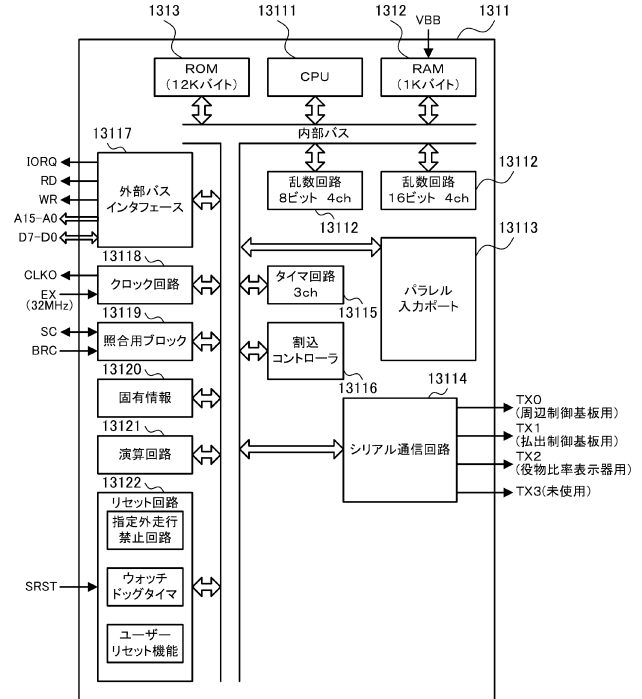 1313
13111
VBB
1312
1311
ROM
(12Kバイト)
CPU
RAM
(1Kバイト)
内部バス
13117
外部バス
インタフェース
IORQ
RD
WR
A15-A0
D7-D0
乱数回路
8ビット 4ch
13112
乱数回路
16ビット 4ch
13112
13113
パラレル
入力ポート
13118
クロック回路
CLKO
EX
(32MHz)
タイマ回路
3ch
13115
13119
照合用ブロック
SC
BRC
割込
コントローラ
13116
13120
固有情報
13114
シリアル通信回路
TX0
(周辺制御基板用)
TX1
(払出制御基板用)
TX2
(役物比率表示器用)
TX3(未使用)
13121
演算回路
13122
リセット回路
指定外走行
禁止回路
SRST
ウォッチ
ドッグタイマ
ユーザー
リセット機能